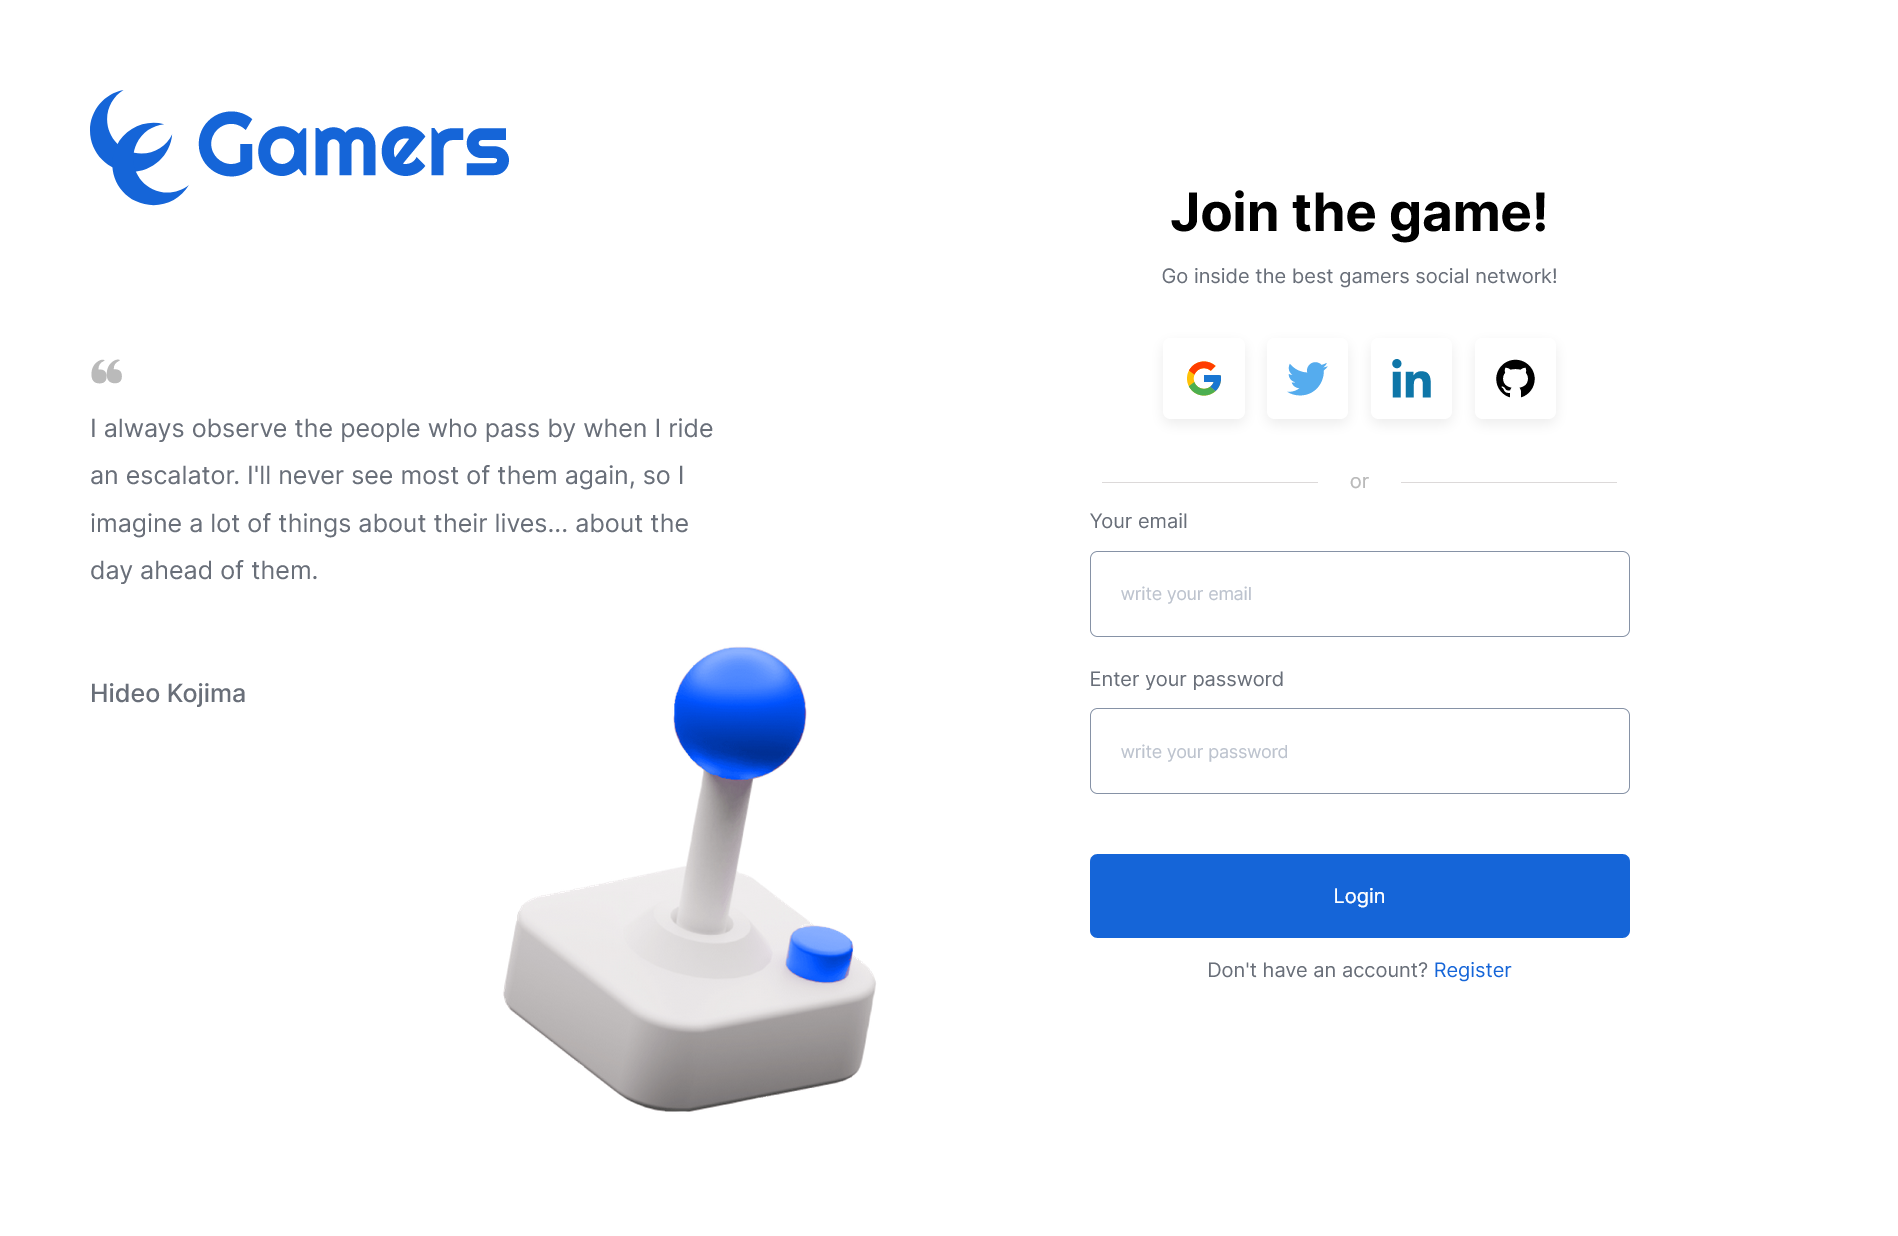 Gamers
❝
I always observe the people who pass by when I ride
an escalator. I'll never see most of them again, so I
imagine a lot of things about their lives... about the
day ahead of them.
Hideo Kojima
Join the game!
Go inside the best gamers social network!
G
in
or
Your email
write your email
Enter your password
write your password
Login
Don't have an account? Register